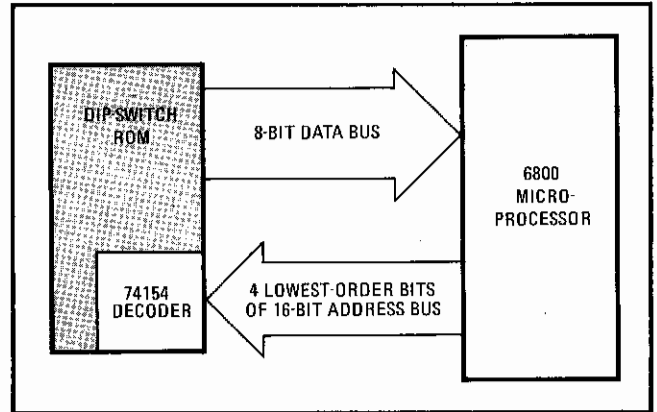 DIP-SWITCH
ROM
8-BIT DATA BUS
6800
MICRO-
PROCESSOR
74154
DECODER
4 LOWEST-ORDER BITS
OF 16-BIT ADDRESS BUS